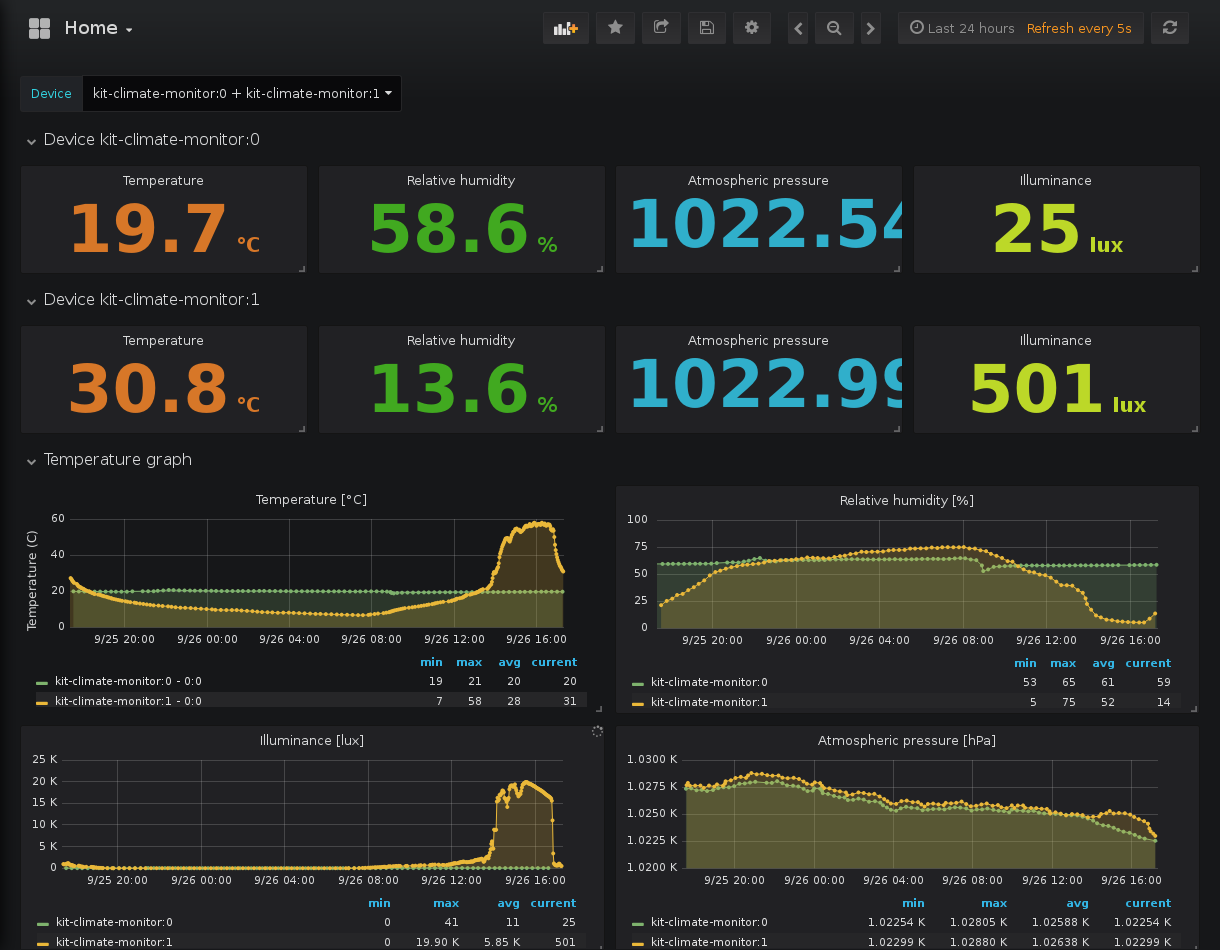 Home
Last 24 hours Refresh every 5s
Device kit-climate-monitor:0 + kit-climate-monitor:1
Device kit-climate-monitor:0
Temperature Relative humidity Atmospheric pressure Illuminance
19.7 °C 58.6 % 1022.54 25 lux
Device kit-climate-monitor:1
Temperature Relative humidity Atmospheric pressure Illuminance
30.8 °C 13.6 % 1022.99 501 lux
Temperature graph
Temperature [°C]
Temperature (C)
60
40
20
0
9/25 20:00 9/26 00:00 9/26 04:00 9/26 08:00 9/26 12:00 9/26 16:00
min max avg current
kit-climate-monitor:0 - 0:0 19 21 20 20
kit-climate-monitor:1 - 0:0 7 58 28 31
Relative humidity [%]
100
75
50
25
0
9/25 20:00 9/26 00:00 9/26 04:00 9/26 08:00 9/26 12:00 9/26 16:00
min max avg current
kit-climate-monitor:0 53 65 61 59
kit-climate-monitor:1 5 75 52 14
Illuminance [lux]
25 K
20 K
15 K
10 K
5 K
0
9/25 20:00 9/26 00:00 9/26 04:00 9/26 08:00 9/26 12:00 9/26 16:00
min max avg current
kit-climate-monitor:0 0 41 11 25
kit-climate-monitor:1 0 19.90 K 5.85 K 501
Atmospheric pressure [hPa]
1.0300 K
1.0275 K
1.0250 K
1.0225 K
1.0200 K
9/25 20:00 9/26 00:00 9/26 04:00 9/26 08:00 9/26 12:00 9/26 16:00
min max avg current
kit-climate-monitor:0 1.02254 K 1.02805 K 1.02588 K 1.02254 K
kit-climate-monitor:1 1.02299 K 1.02880 K 1.02638 K 1.02299 K